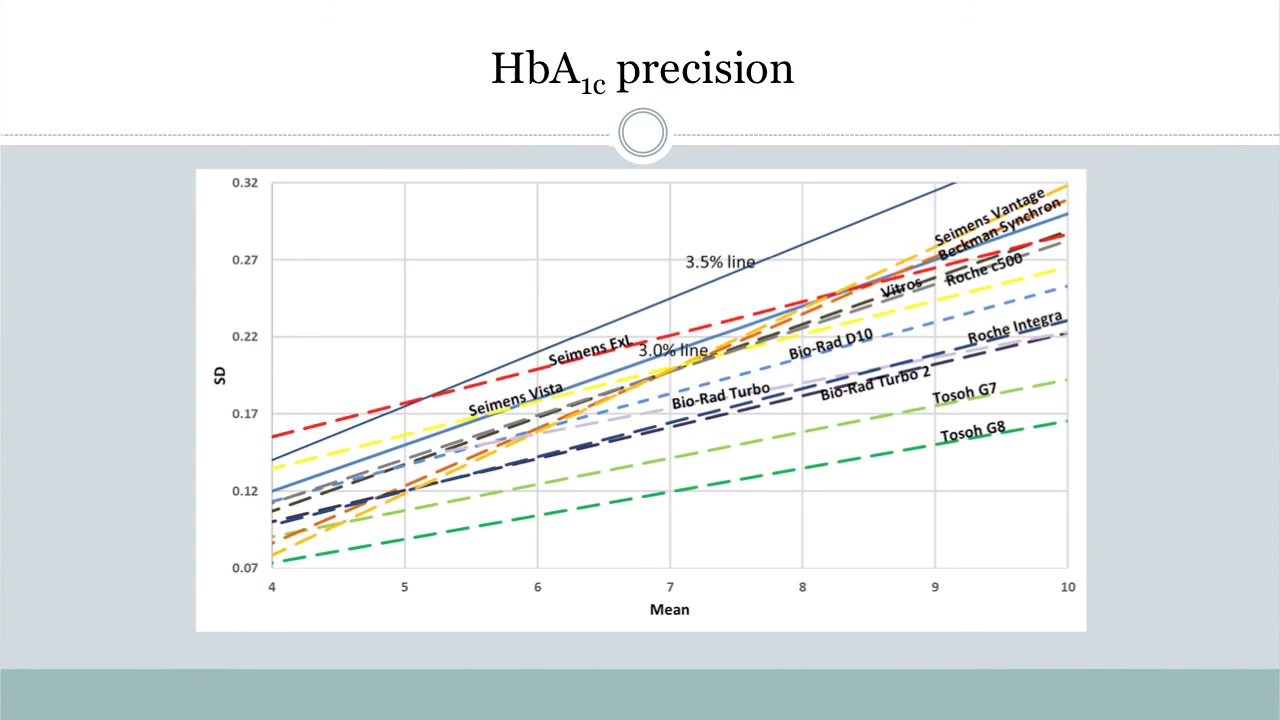 HbA1c precision
0.32
0.27
0.22
0.17
0.12
0.07
SD
3.5% line
3.0% line
Seimens Vantage
Beckman Synchron
Roche c500
Vitros
Seimens ExL
Bio-Rad D10
Roche Integra
Seimens Vista
Bio-Rad Turbo
Bio-Rad Turbo 2
Tosoh G7
Tosoh G8
4 5 6 7 8 9 10
Mean